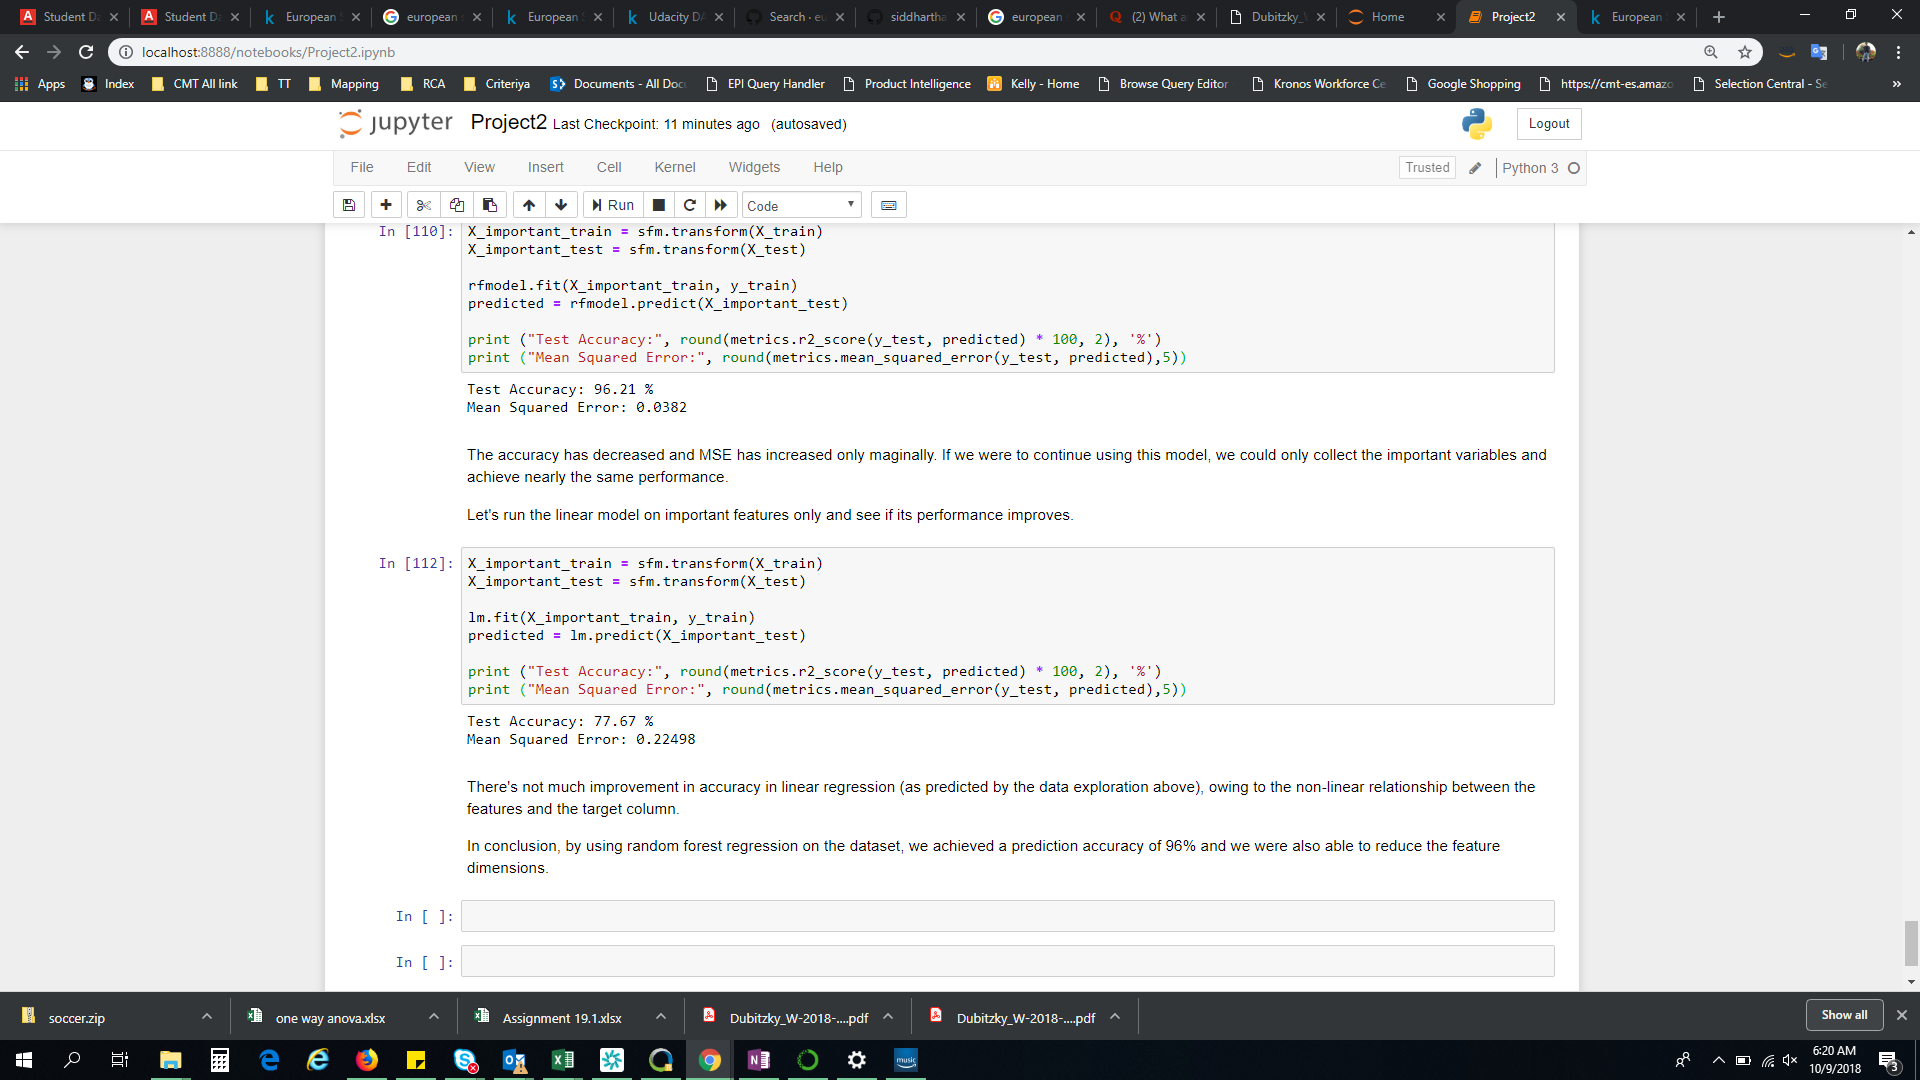 Student Da
Student Da
European S
european s
European S
Udacity DA
Search · eu
siddhartha
european
(2) What a
Dubitzky_
Home
Project2
European
localhost:8888/notebooks/Project2.ipynb
Apps
Index
CMT All link
TT
Mapping
RCA
Criteriya
Documents - All Doc
EPI Query Handler
Product Intelligence
Kelly - Home
Browse Query Editor
Kronos Workforce Ce
Google Shopping
https://cmt-es.amazo
Selection Central - Se
»
jupyter Project2 Last Checkpoint: 11 minutes ago (autosaved)
Logout
File Edit View Insert Cell Kernel Widgets Help
Trusted
Python 3
Run
Code
In [110]: X_important_train = sfm.transform(X_train)
X_important_test = sfm.transform(X_test)
rfmodel.fit(X_important_train, y_train)
predicted = rfmodel.predict(X_important_test)
print ("Test Accuracy:", round(metrics.r2_score(y_test, predicted) * 100, 2), '%')
print ("Mean Squared Error:", round(metrics.mean_squared_error(y_test, predicted),5))
Test Accuracy: 96.21 %
Mean Squared Error: 0.0382
The accuracy has decreased and MSE has increased only maginally. If we were to continue using this model, we could only collect the important variables and
achieve nearly the same performance.
Let's run the linear model on important features only and see if its performance improves.
In [112]: X_important_train = sfm.transform(X_train)
X_important_test = sfm.transform(X_test)
lm.fit(X_important_train, y_train)
predicted = lm.predict(X_important_test)
print ("Test Accuracy:", round(metrics.r2_score(y_test, predicted) * 100, 2), '%')
print ("Mean Squared Error:", round(metrics.mean_squared_error(y_test, predicted),5))
Test Accuracy: 77.67 %
Mean Squared Error: 0.22498
There's not much improvement in accuracy in linear regression (as predicted by the data exploration above), owing to the non-linear relationship between the
features and the target column.
In conclusion, by using random forest regression on the dataset, we achieved a prediction accuracy of 96% and we were also able to reduce the feature
dimensions.
In [ ]:
In [ ]:
soccer.zip
one way anova.xlsx
Assignment 19.1.xlsx
Dubitzky_W-2018-....pdf
Dubitzky_W-2018-....pdf
Show all
music
6:20 AM
10/9/2018
3